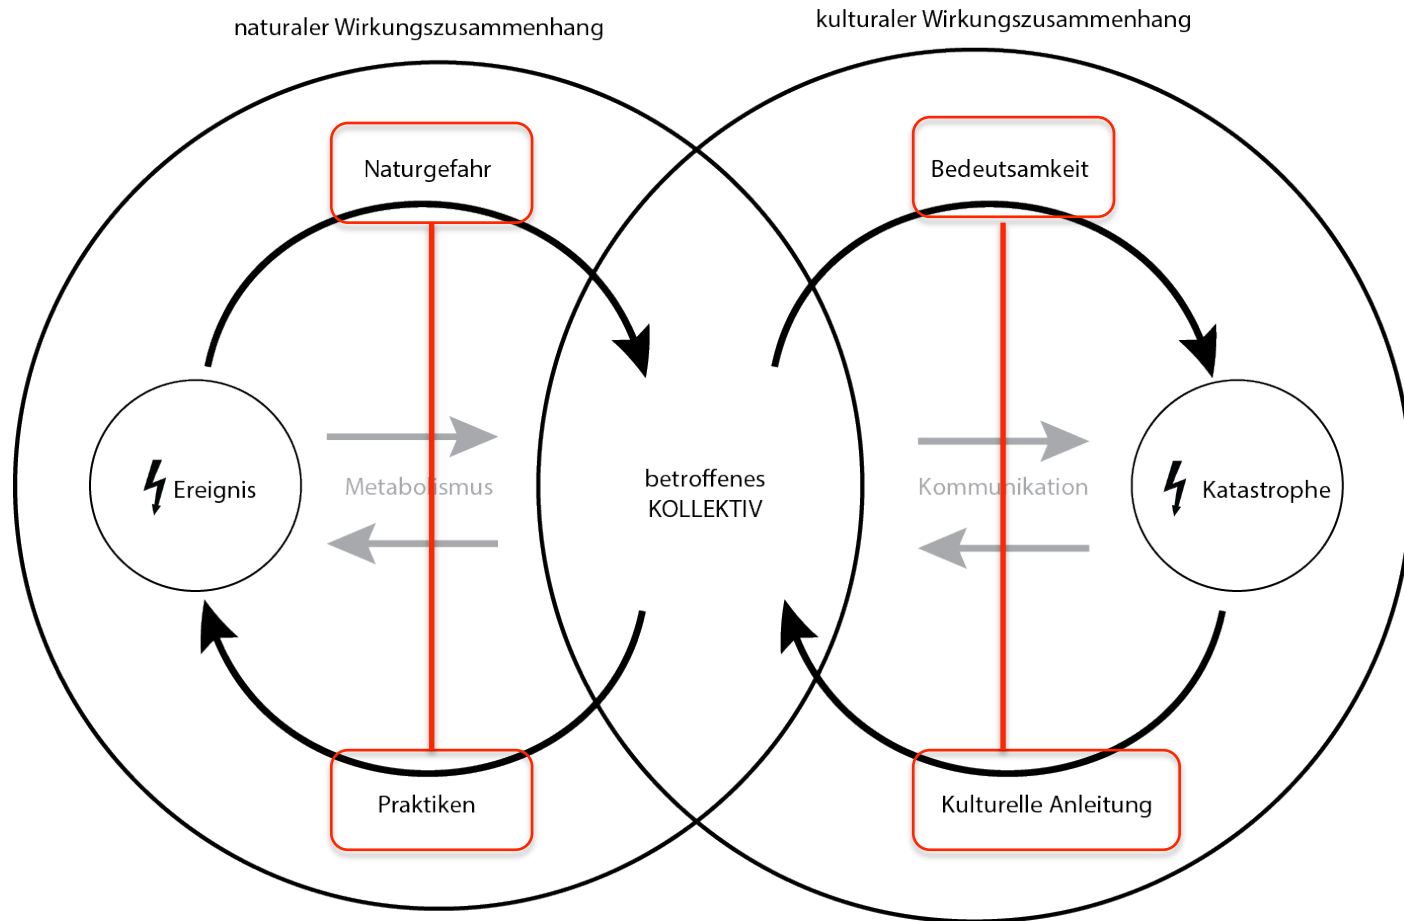 naturaler Wirkungszusammenhang
kulturaler Wirkungszusammenhang
Naturgefahr
Bedeutsamkeit
Ereignis
Metabolismus
betroffenes
KOLLEKTIV
Kommunikation
Katastrophe
Praktiken
Kulturelle Anleitung